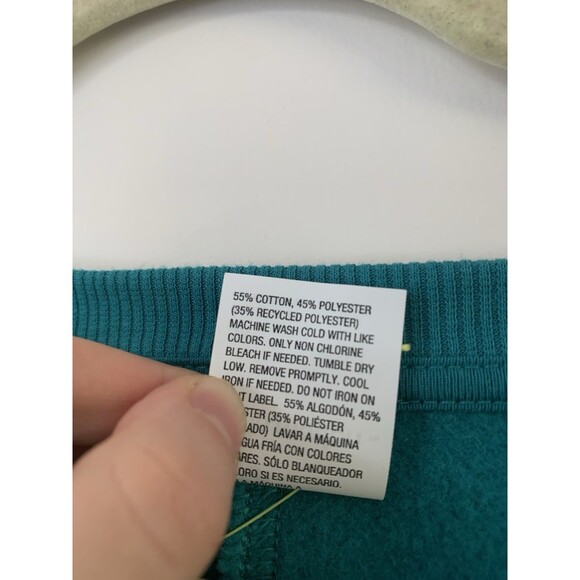 55% COTTON, 45% POLYESTER
(35% RECYCLED POLYESTER)
MACHINE WASH COLD WITH LIKE
COLORS. ONLY NON CHLORINE
BLEACH IF NEEDED. TUMBLE DRY
LOW. REMOVE PROMPTLY. COOL
IRON IF NEEDED. DO NOT IRON ON
LABEL. 55% ALGODÓN, 45%
(35% POLIÉSTER
LAVAR A MÁQUINA
AGUA FRÍA CON COLORES
SÓLO BLANQUEADOR
SI ES NECESARIO.